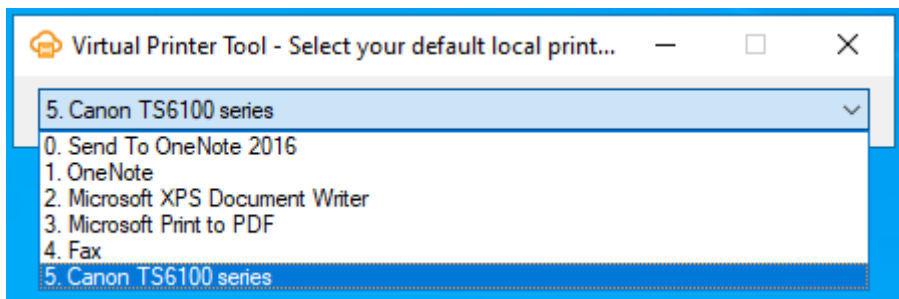 Virtual Printer Tool - Select your default local print...
5. Canon TS6100 series
0. Send To OneNote 2016
1. OneNote
2. Microsoft XPS Document Writer
3. Microsoft Print to PDF
4. Fax
5. Canon TS6100 series